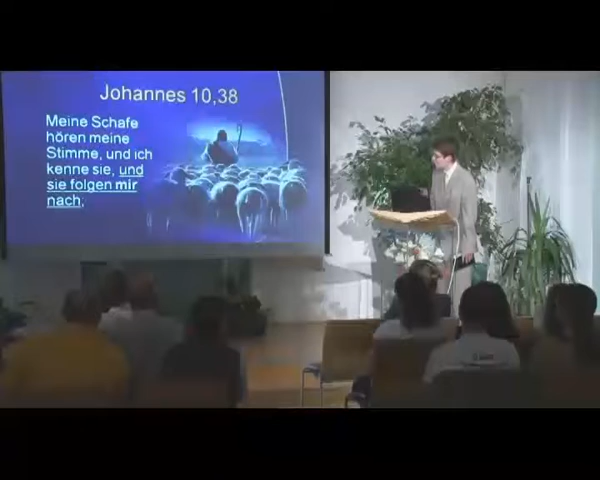 Johannes 10,38
Meine Schafe
hören meine
Stimme, und ich
kenne sie, und
sie folgen mir
nach.